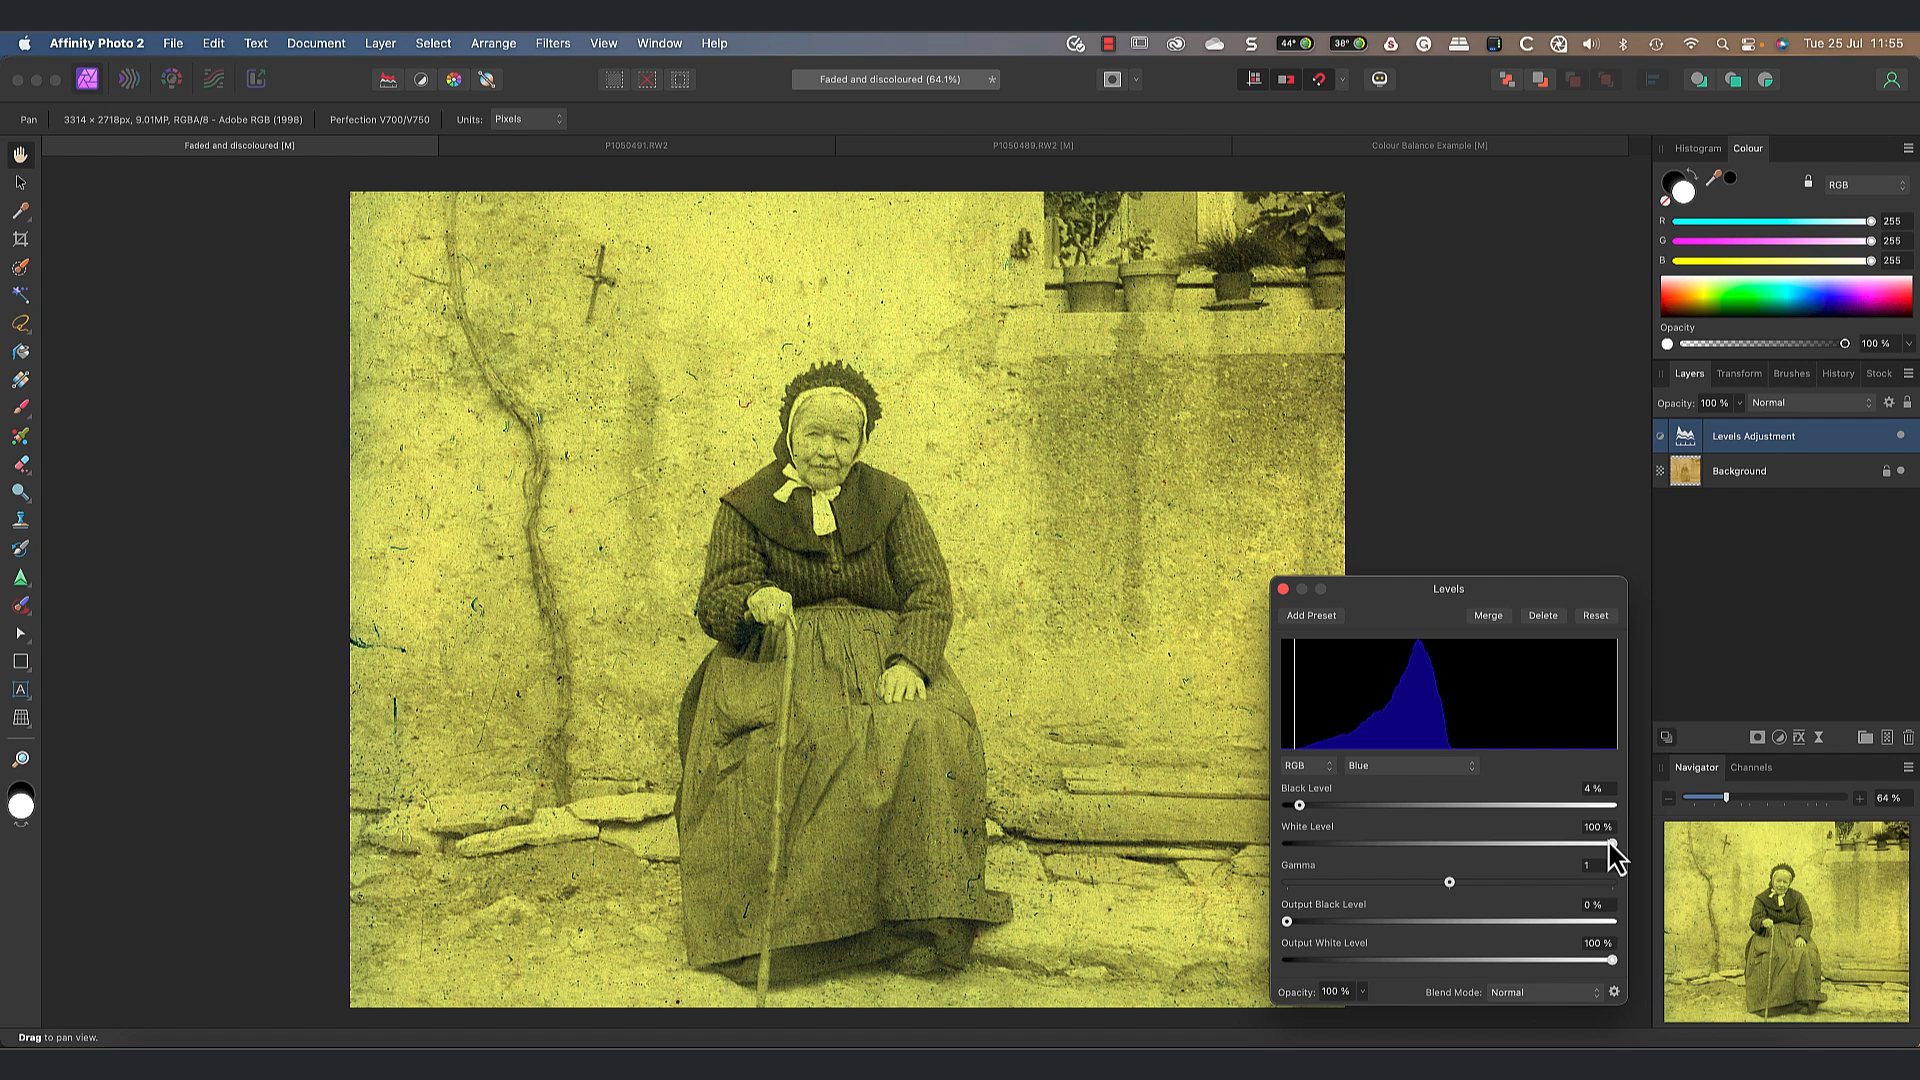 Affinity Photo 2 File Edit Text Document Layer Select Arrange Filters View Window Help 44° 38° Tue 25 Jul 11:55
Faded and discoloured (64.1%) *
Pan 3314 × 2718px, 9.01MP, RGBA/8 - Adobe RGB (1998) Perfection V700/V750 Units: Pixels
Faded and discoloured [M] P1050491.RW2 P1050489.RW2 [M] Colour Balance Example [M]
Histogram Colour
RGB
R 255
G 255
B 255
Opacity
100 %
Layers Transform Brushes History Stock
Opacity: 100 % Normal
Levels Adjustment
Background
Levels
Add Preset Merge Delete Reset
RGB Blue
Black Level 4 %
White Level 100 %
Gamma 1
Output Black Level 0 %
Output White Level 100 %
Opacity: 100 % Blend Mode: Normal
Navigator Channels
64 %
Drag to pan view.